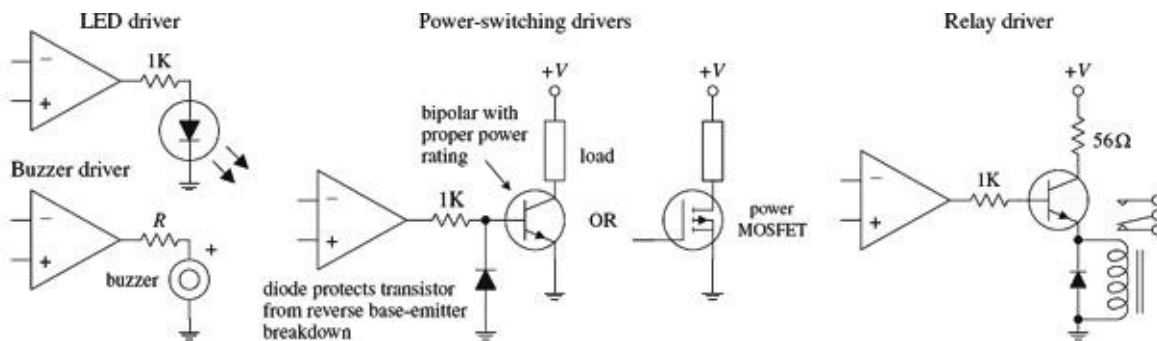 LED driver
1K
−
+
Buzzer driver
R
−
+
+
buzzer
Power-switching drivers
+V
+V
bipolar with
proper power
rating
load
1K
−
+
OR
power
MOSFET
diode protects transistor
from reverse base-emitter
breakdown
Relay driver
+V
56Ω
1K
−
+